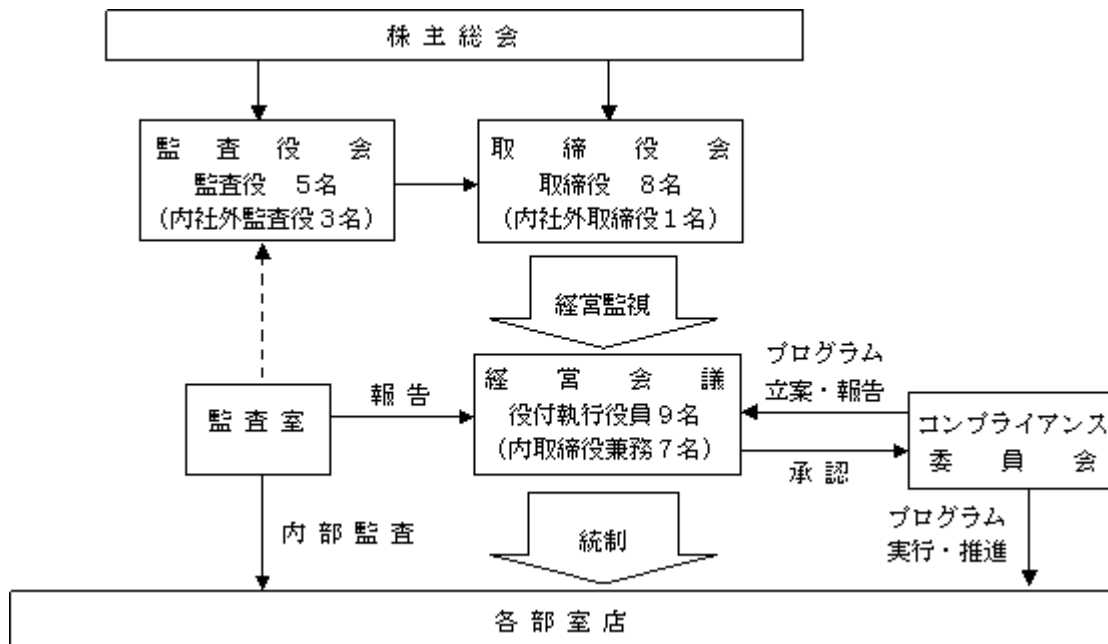 株主総会
監査役会
監査役 5名
(内社外監査役3名)
取締役会
取締役 8名
(内社外取締役1名)
経営監視
監査室
報告
経営会議
役付執行役員9名
(内取締役兼務7名)
プログラム
立案・報告
承認
コンプライアンス
委員会
内部監査
統制
プログラム
実行・推進
各部室店